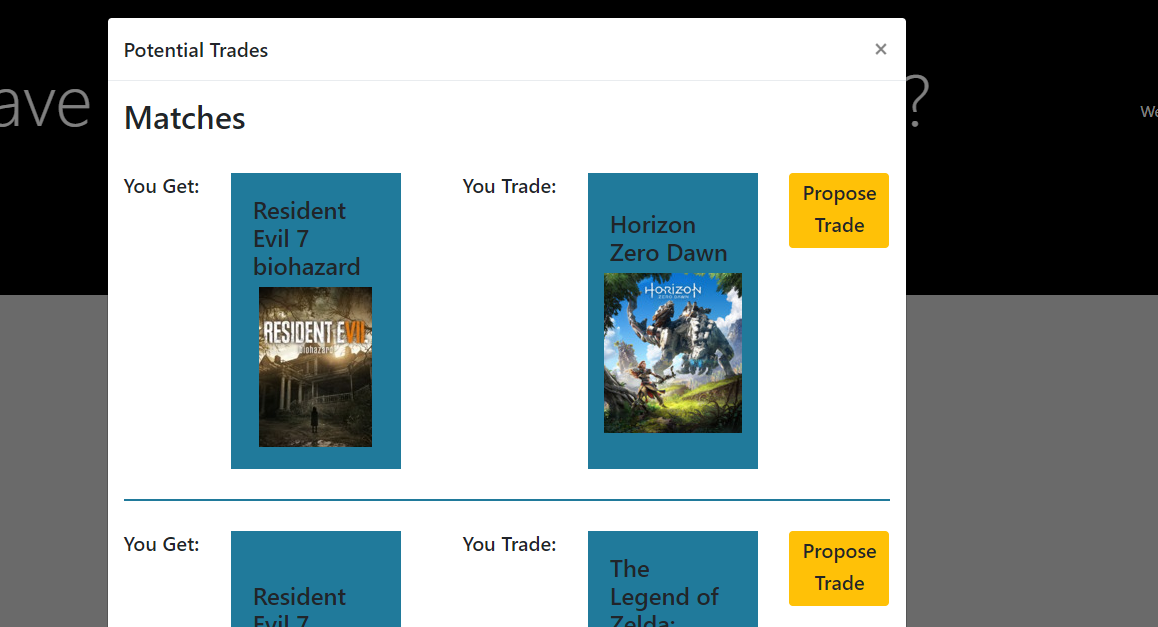 Potential Trades ×
ave
?
We
Matches
You Get:
Resident
Evil 7
biohazard
RESIDENT EVII
biohazard
You Trade:
Horizon
Zero Dawn
HORIZON
ZERO DAWN
Propose
Trade
You Get:
Resident
Evil 7
You Trade:
The
Legend of
Zelda:
Propose
Trade